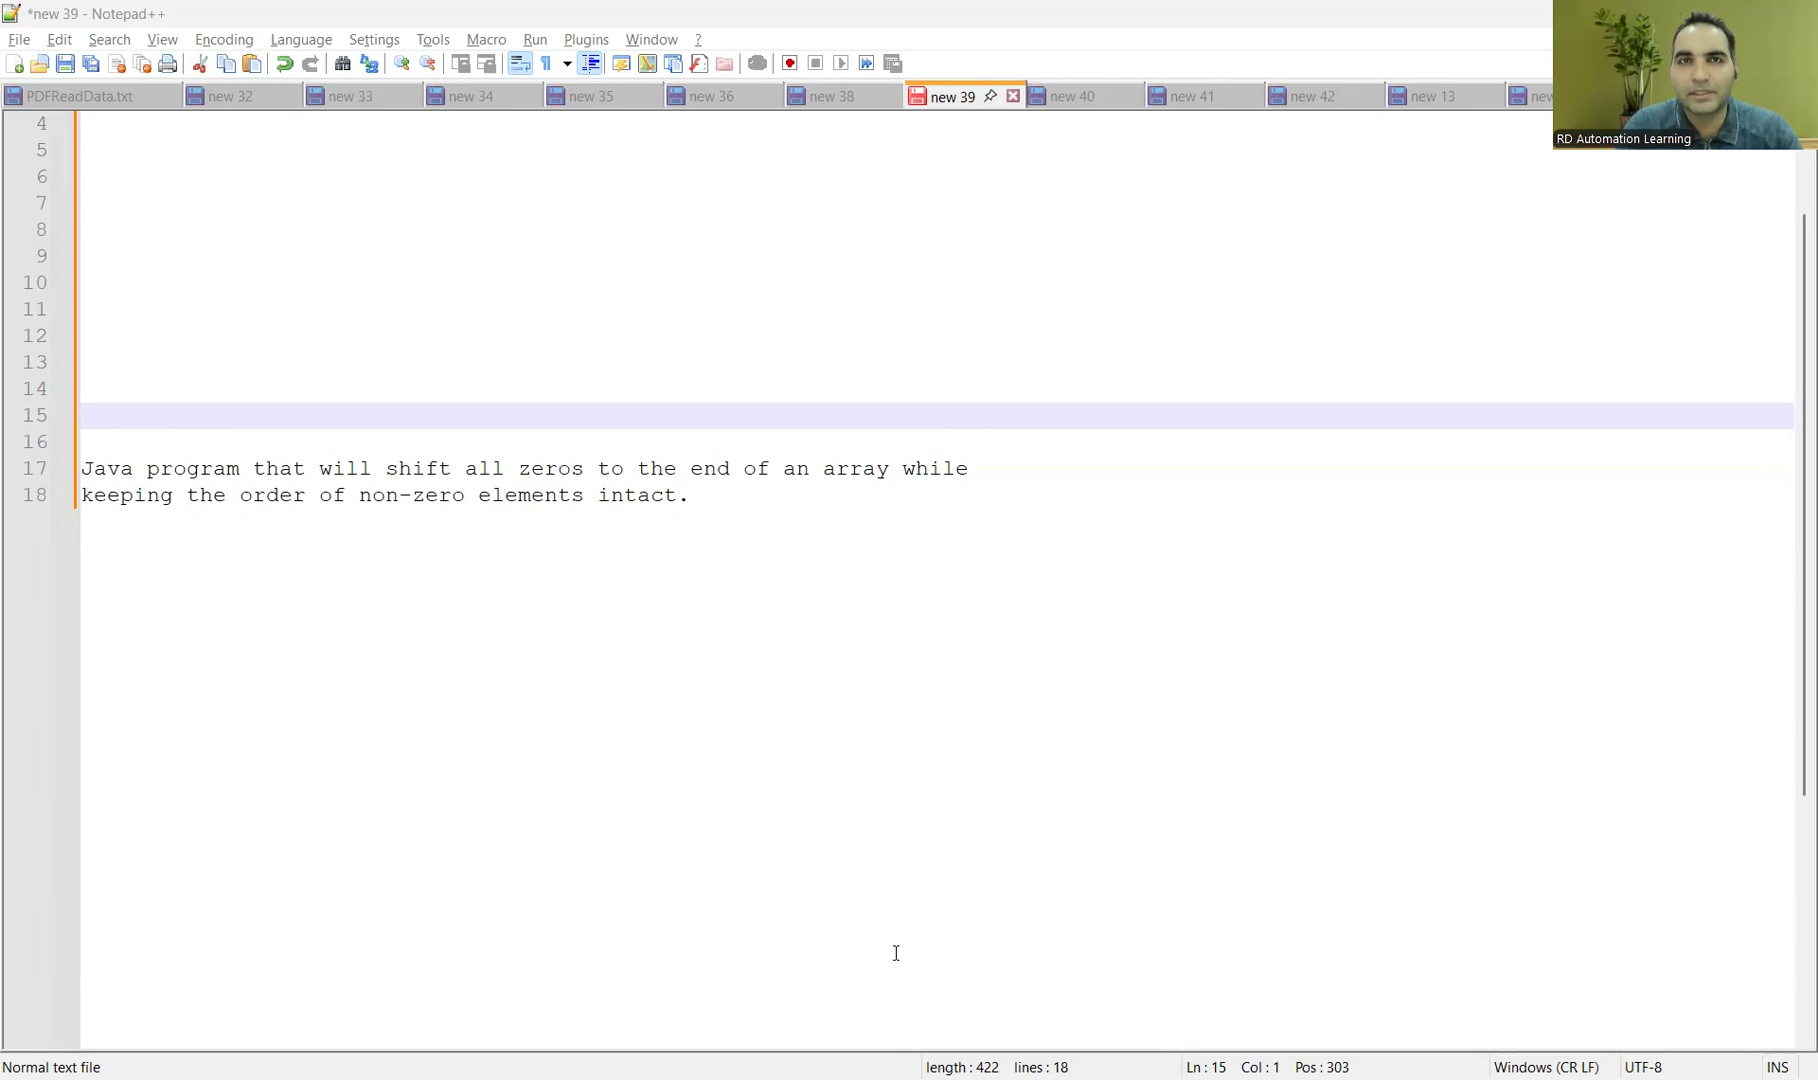 *new 39 - Notepad++
File Edit Search View Encoding Language Settings Tools Macro Run Plugins Window ?
PDFReadData.txt new 32 new 33 new 34 new 35 new 36 new 38 new 39 new 40 new 41 new 42 new 13 new
RD Automation Learning
4
5
6
7
8
9
10
11
12
13
14
15
16
17 Java program that will shift all zeros to the end of an array while
18 keeping the order of non-zero elements intact.
Normal text file length : 422 lines : 18 Ln : 15 Col : 1 Pos : 303 Windows (CR LF) UTF-8 INS